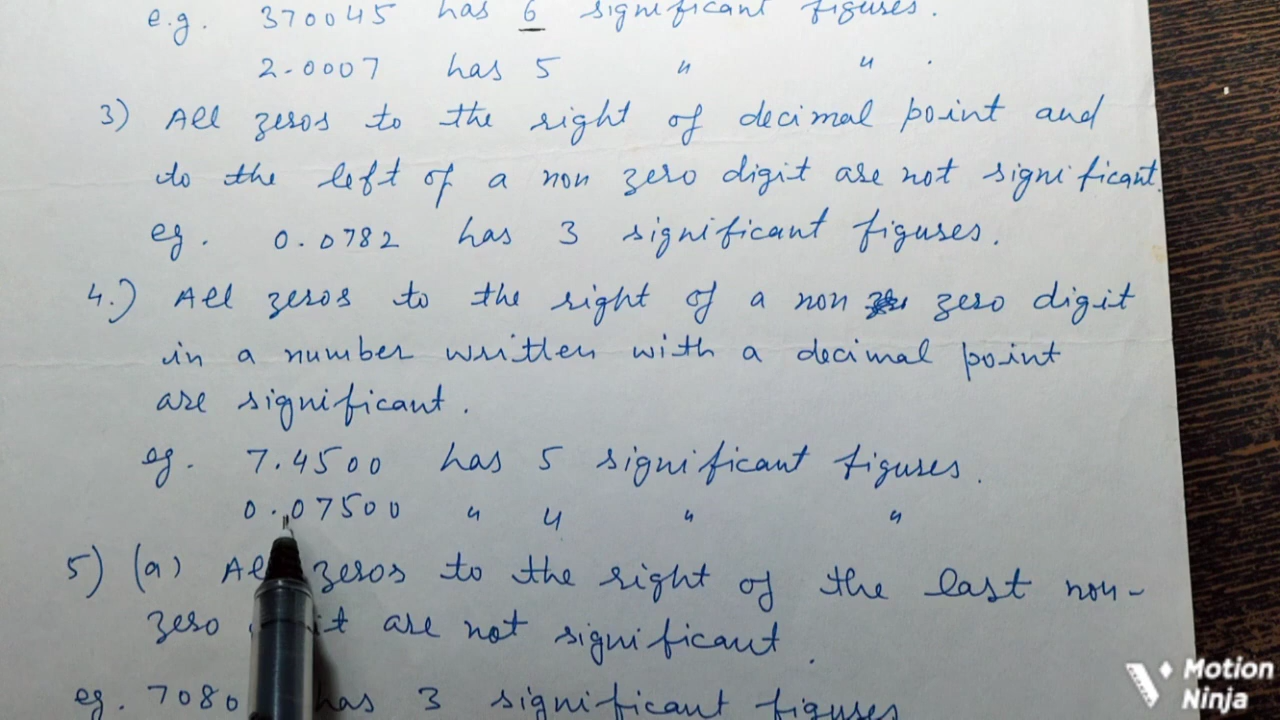 e.g. 370045 has 6 significant figures.
2.0007 has 5 " " .
3) All zeros to the right of decimal point and
to the left of a non zero digit are not significant.
eg. 0.0782 has 3 significant figures.
4.) All zeros to the right of a non zero digit
in a number written with a decimal point
are significant.
eg. 7.4500 has 5 significant figures.
0.07500 " 4 " "
5) (a) All zeros to the right of the last non-
zero are not significant.
eg. 7080 has 3 significant figures
Motion
Ninja